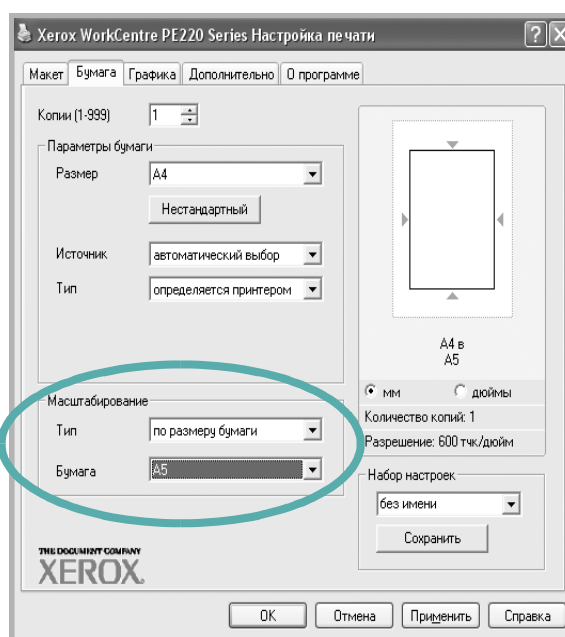 Xerox WorkCentre PE220 Series Настройка печати
Макет Бумага Графика Дополнительно О программе
Копии (1-999) 1
Параметры бумаги
Размер A4
Нестандартный
Источник автоматический выбор
Тип определяется принтером
A4 в
A5
мм дюймы
Количество копий: 1
Разрешение: 600 тчк/дюйм
Масштабирование
Тип по размеру бумаги
Бумага A5
Набор настроек
без имени
Сохранить
THE DOCUMENT COMPANY
XEROX.
OK Отмена Применить Справка